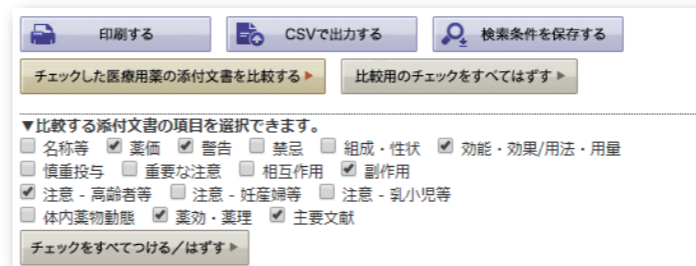 印刷する CSVで出力する 検索条件を保存する
チェックした医療用薬の添付文書を比較する 比較用のチェックをすべてはずす
▼比較する添付文書の項目を選択できます。
名称等 薬価 警告 禁忌 組成・性状 効能・効果/用法・用量
慎重投与 重要な注意 相互作用 副作用
注意 - 高齢者等 注意 - 妊産婦等 注意 - 乳小児等
体内薬物動態 薬効・薬理 主要文献
チェックをすべてつける／はずす